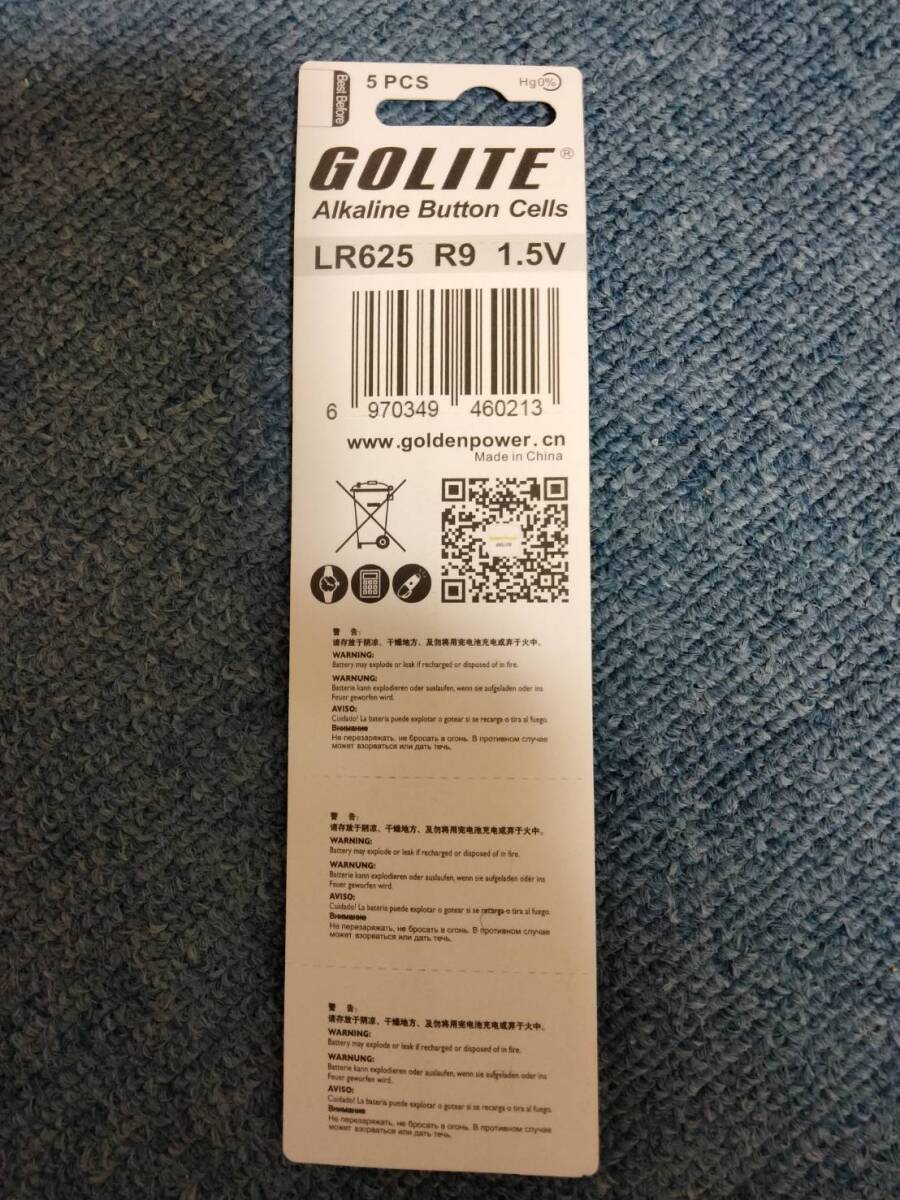 Best Before
5 PCS
Hg0%
GOLITE®
Alkaline Button Cells
LR625 R9 1.5V
6 970349 460213
www.goldenpower.cn
Made in China
GOLITE
警 告:
请存放于阴凉、干燥地方、及勿将用完电池充电或弃于火中。
WARNING:
Battery may explode or leak if recharged or disposed of in fire.
WARNUNG:
Batterie kann explodieren oder auslaufen, wenn sie aufgeladen oder ins
Feuer geworfen wird.
AVISO:
Cuidado! La batería puede explotar o gotear si se recarga o tira al fuego.
Внимание
Не перезаряжать, не бросать в огонь. В противном случае
может взорваться или дать течь.
警 告:
请存放于阴凉、干燥地方、及勿将用完电池充电或弃于火中。
WARNING:
Battery may explode or leak if recharged or disposed of in fire.
WARNUNG:
Batterie kann explodieren oder auslaufen, wenn sie aufgeladen oder ins
Feuer geworfen wird.
AVISO:
Cuidado! La batería puede explotar o gotear si se recarga o tira al fuego.
Внимание
Не перезаряжать, не бросать в огонь. В противном случае
может взорваться или дать течь.
警 告:
请存放于阴凉、干燥地方、及勿将用完电池充电或弃于火中。
WARNING:
Battery may explode or leak if recharged or disposed of in fire.
WARNUNG:
Batterie kann explodieren oder auslaufen, wenn sie aufgeladen oder ins
Feuer geworfen wird.
AVISO:
Cuidado! La batería puede explotar o gotear si se recarga o tira al fuego.
Внимание
Не перезаряжать, не бросать в огонь. В противном случае
может взорваться или дать течь.